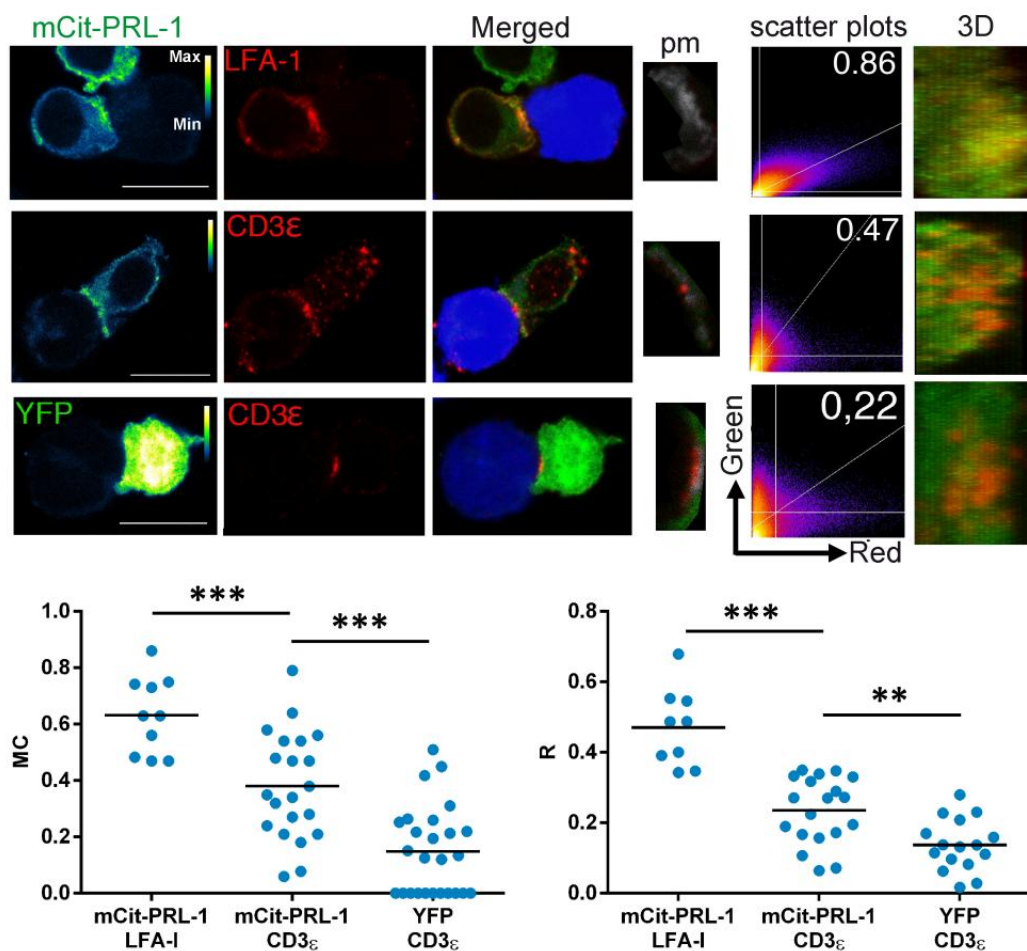 mCit-PRL-1 Merged scatter plots 3D
pm
Max
Min
LFA-1
0.86
CD3ε
0.47
YFP
CD3ε
0,22
Green
Red
*** ***
1.0
0.8
0.6
0.4
0.2
0.0
MC
mCit-PRL-1 mCit-PRL-1 YFP
LFA-I CD3ε CD3ε
*** **
0.8
0.6
0.4
0.2
0.0
R
mCit-PRL-1 mCit-PRL-1 YFP
LFA-I CD3ε CD3ε